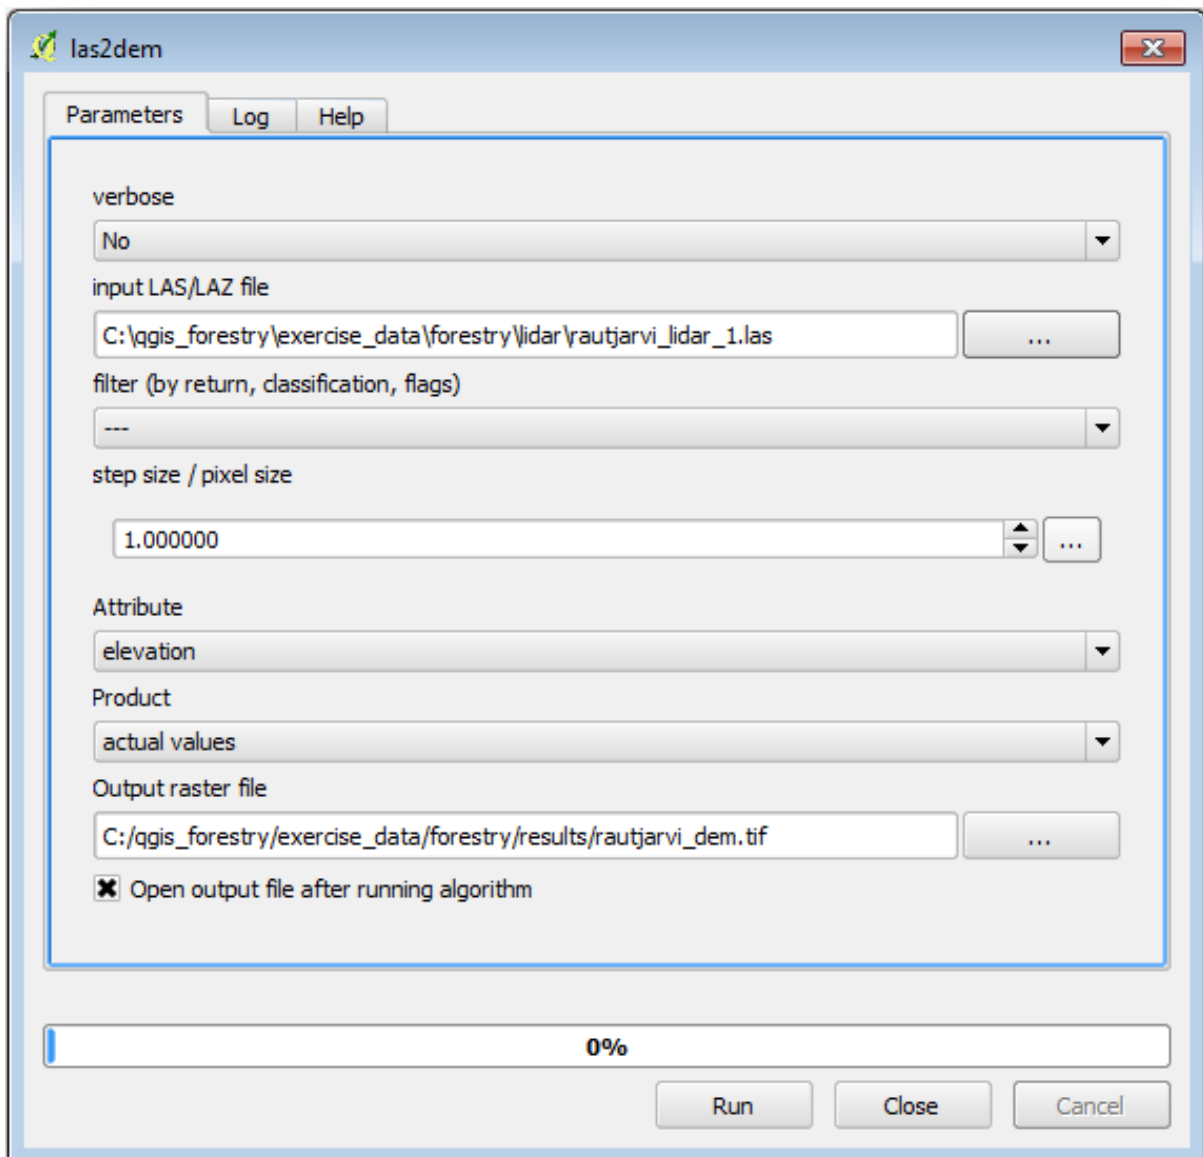 las2dem
Parameters Log Help
verbose
No
input LAS/LAZ file
C:\qgis_forestry\exercise_data\forestry\lidar\rautjarvi_lidar_1.las ...
filter (by return, classification, flags)
---
step size / pixel size
1.000000 ...
Attribute
elevation
Product
actual values
Output raster file
C:/qgis_forestry/exercise_data/forestry/results/rautjarvi_dem.tif ...
Open output file after running algorithm
0%
Run Close Cancel